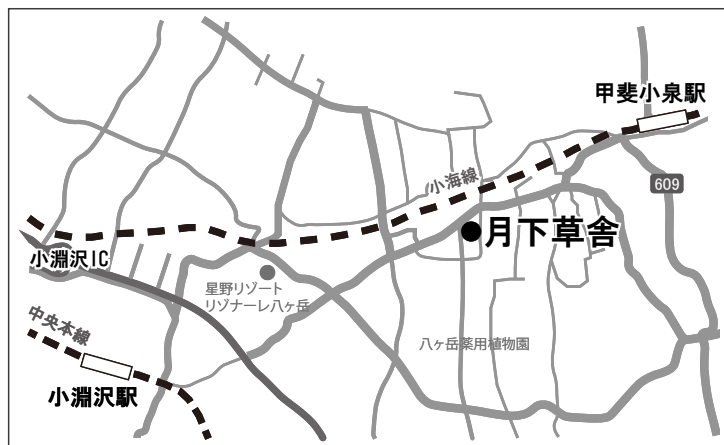 甲斐小泉駅
小海線
609
月下草舎
小淵沢IC
星野リゾート
リゾナーレ八ヶ岳
中央本線
八ヶ岳薬用植物園
小淵沢駅